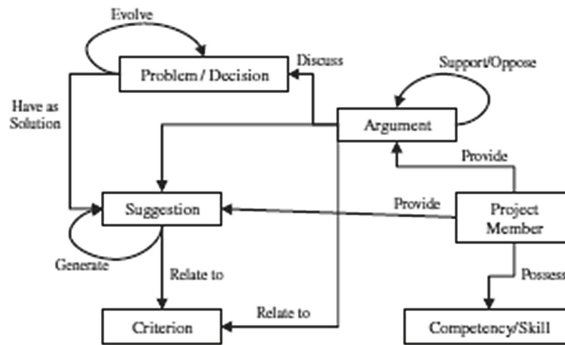 Evolve
Problem / Decision
Discuss
Support/Oppose
Have as
Solution
Argument
Provide
Suggestion
Provide
Project
Member
Generate
Relate to
Possess
Criterion
Relate to
Competency/Skill